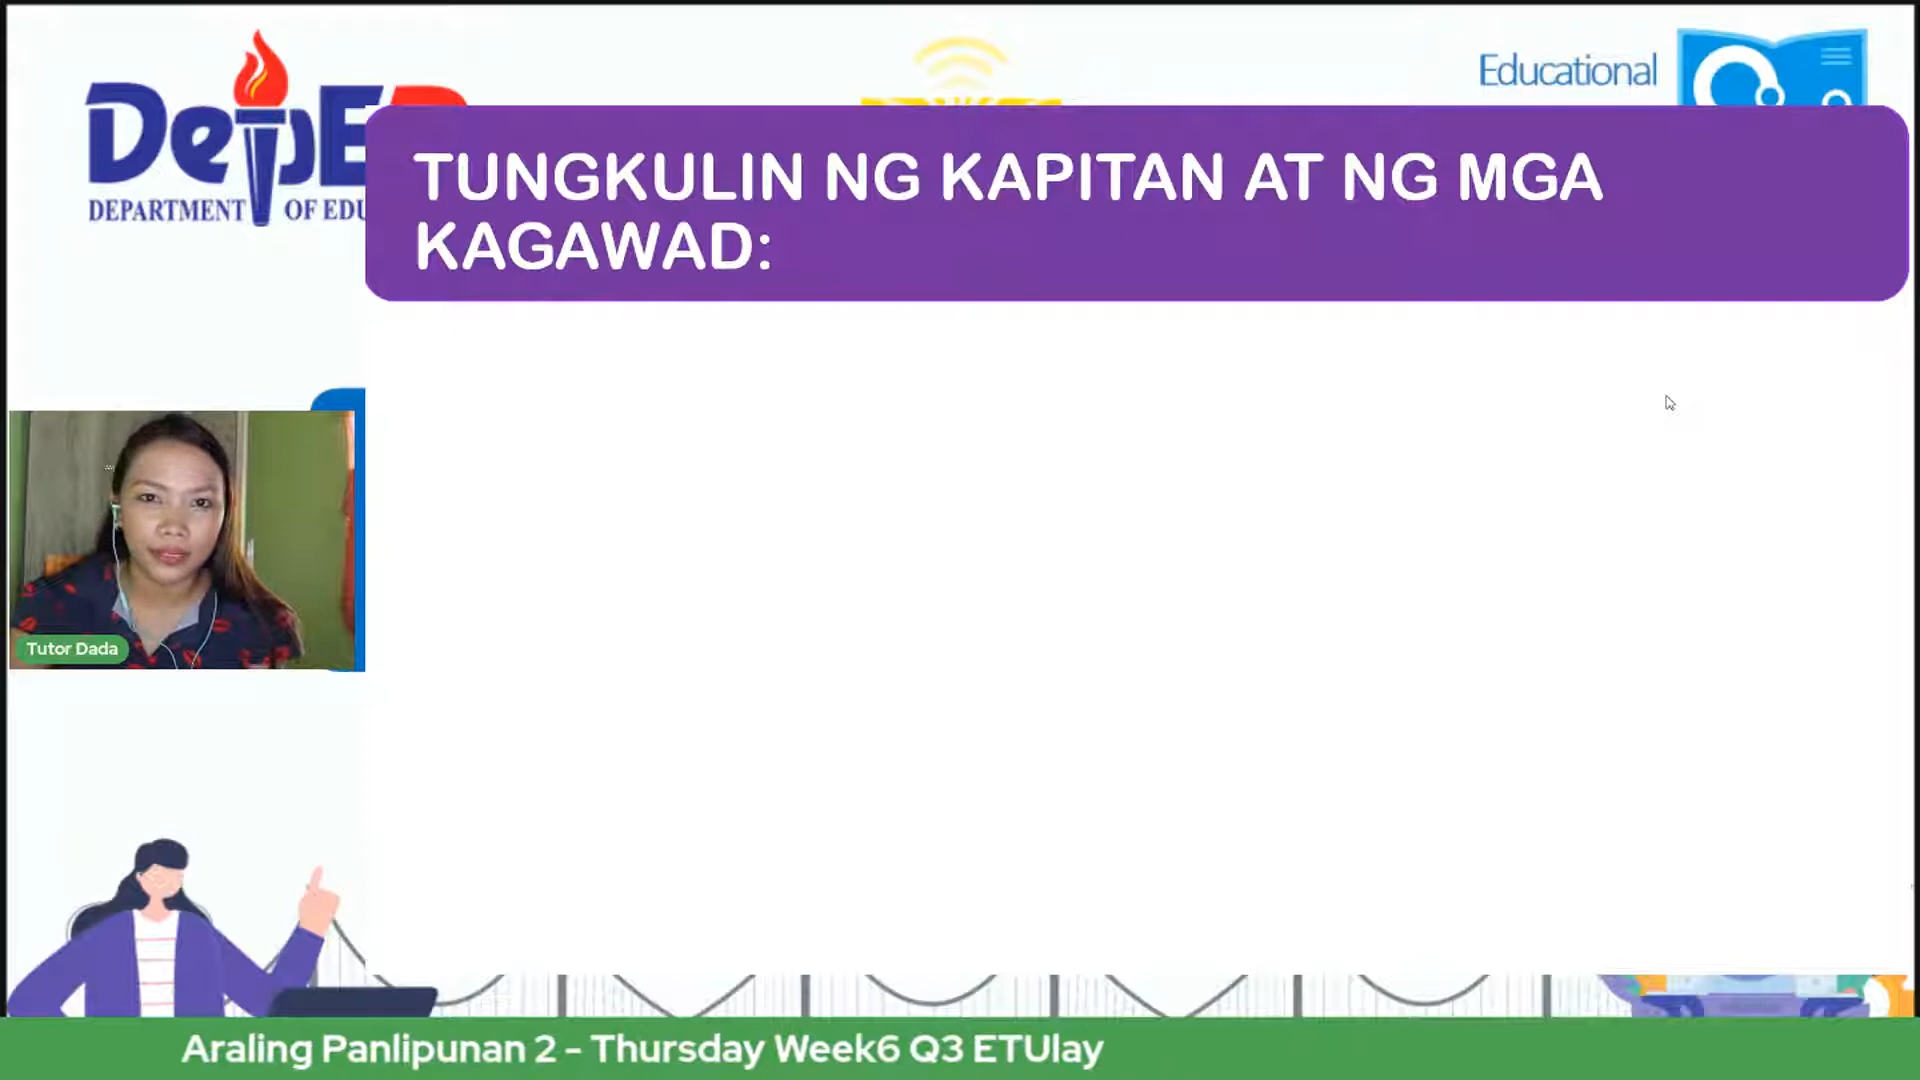 DepE
DEPARTMENT OF EDU
Educational
TUNGKULIN NG KAPITAN AT NG MGA
KAGAWAD:
Tutor Dada
Araling Panlipunan 2 - Thursday Week6 Q3 ETUlay